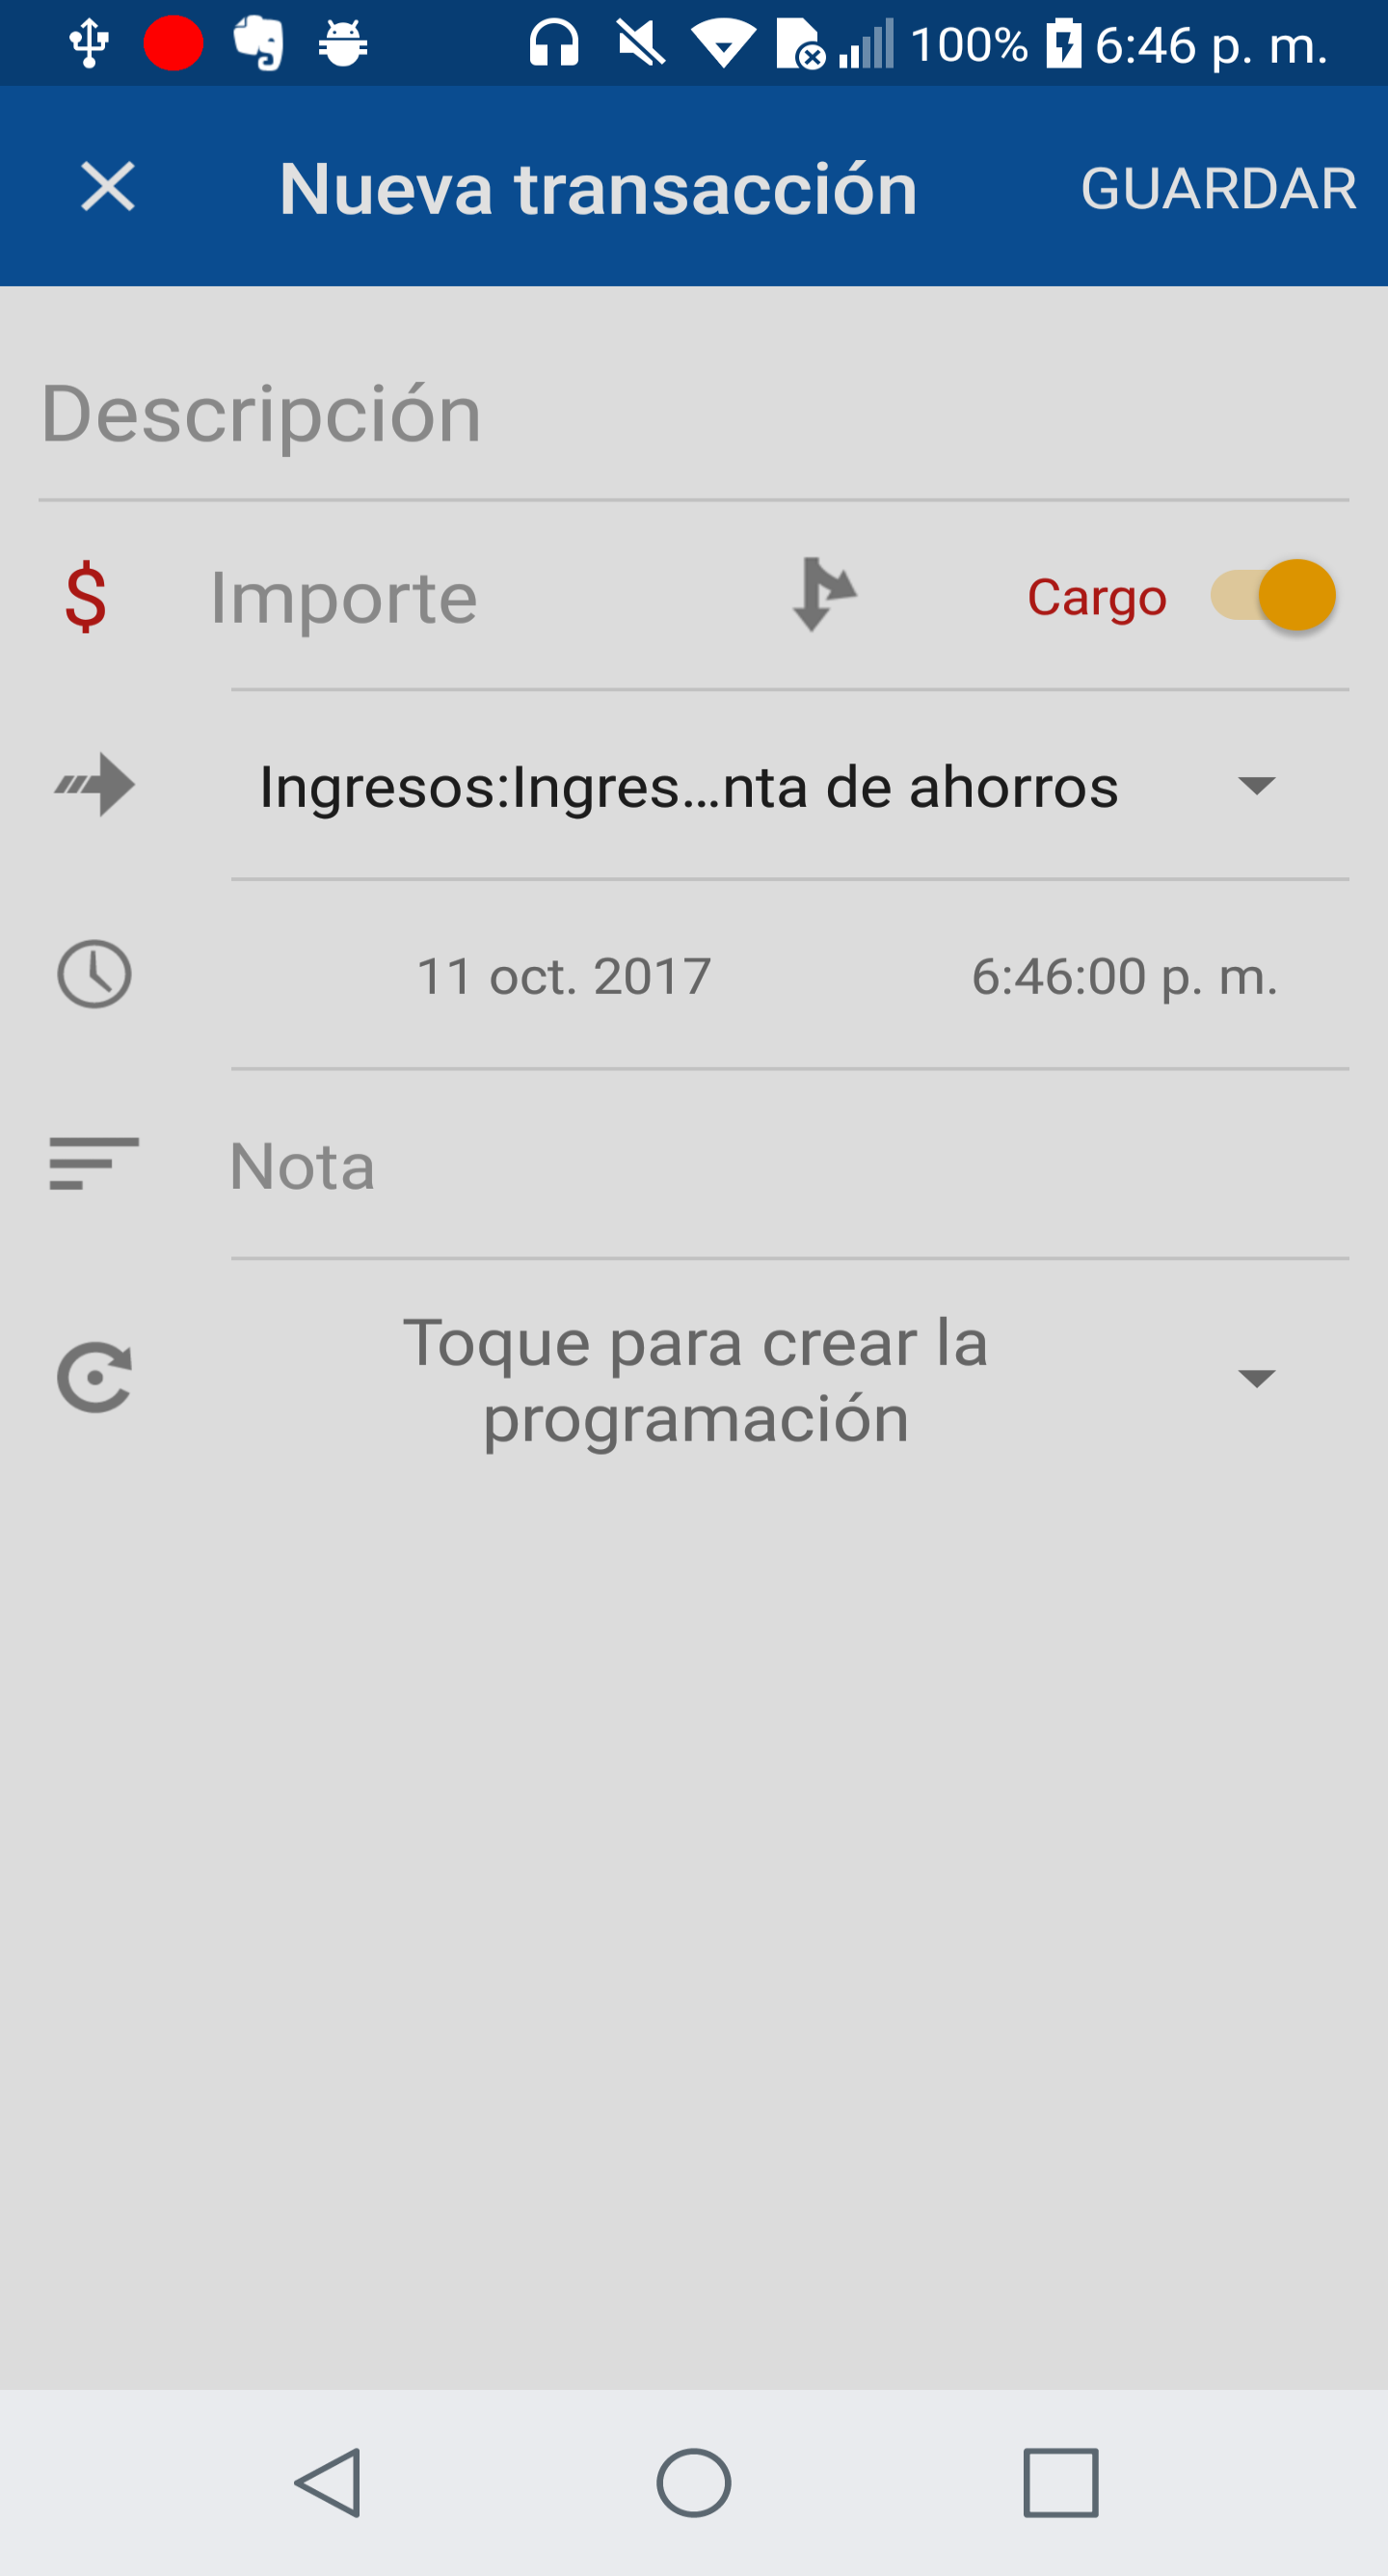 100% 6:46 p. m.
Nueva transacción GUARDAR
Descripción
$ Importe Cargo
Ingresos:Ingres...nta de ahorros
11 oct. 2017 6:46:00 p. m.
Nota
Toque para crear la
programación